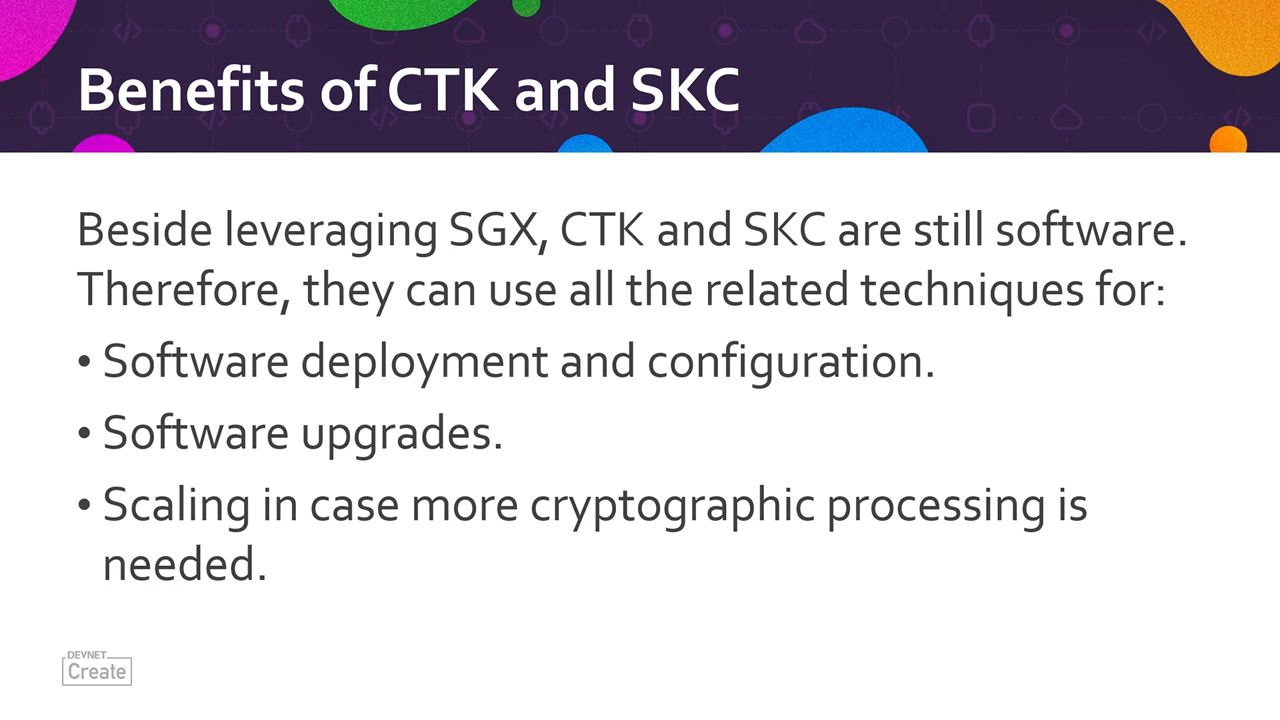 Benefits of CTK and SKC
Beside leveraging SGX, CTK and SKC are still software.
Therefore, they can use all the related techniques for:
• Software deployment and configuration.
• Software upgrades.
• Scaling in case more cryptographic processing is
needed.
DEVNET
Create